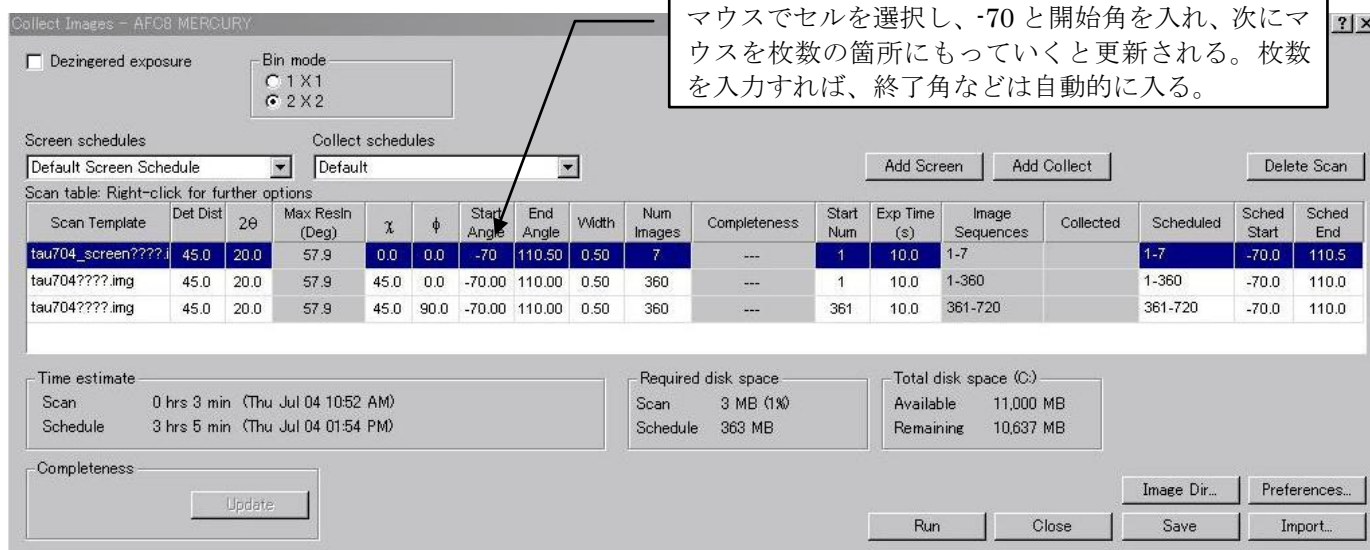 Collect Images - AFC8 MERCURY
マウスでセルを選択し、-70 と開始角を入れ、次にマ
ウスを枚数の箇所にもっていくと更新される。枚数
を入力すれば、終了角などは自動的に入る。
Dezingered exposure
Bin mode
1 X 1
2 X 2
Screen schedules
Collect schedules
Default Screen Schedule
Default
Add Screen
Add Collect
Delete Scan
Scan table: Right-click for further options
Scan Template Det Dist 2θ Max Resln (Deg) χ ϕ Start Angle End Angle Width Num Images Completeness Start Num Exp Time (s) Image Sequences Collected Scheduled Sched Start Sched End
tau704_screen????.i 45.0 20.0 57.9 0.0 0.0 -70 110.50 0.50 7 --- 1 10.0 1-7 1-7 -70.0 110.5
tau704????.img 45.0 20.0 57.9 45.0 0.0 -70.00 110.00 0.50 360 --- 1 10.0 1-360 1-360 -70.0 110.0
tau704????.img 45.0 20.0 57.9 45.0 90.0 -70.00 110.00 0.50 360 --- 361 10.0 361-720 361-720 -70.0 110.0
Time estimate
Scan 0 hrs 3 min (Thu Jul 04 10:52 AM)
Schedule 3 hrs 5 min (Thu Jul 04 01:54 PM)
Required disk space
Scan 3 MB (1%)
Schedule 363 MB
Total disk space (C:)
Available 11,000 MB
Remaining 10,637 MB
Completeness
Update
Image Dir...
Preferences...
Run
Close
Save
Import...